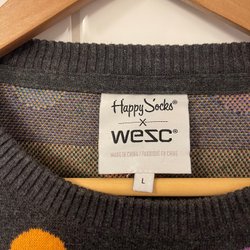 Happy Socks®
x
wesc®
MADE IN CHINA / FABRIQUÉ EN CHINE
L